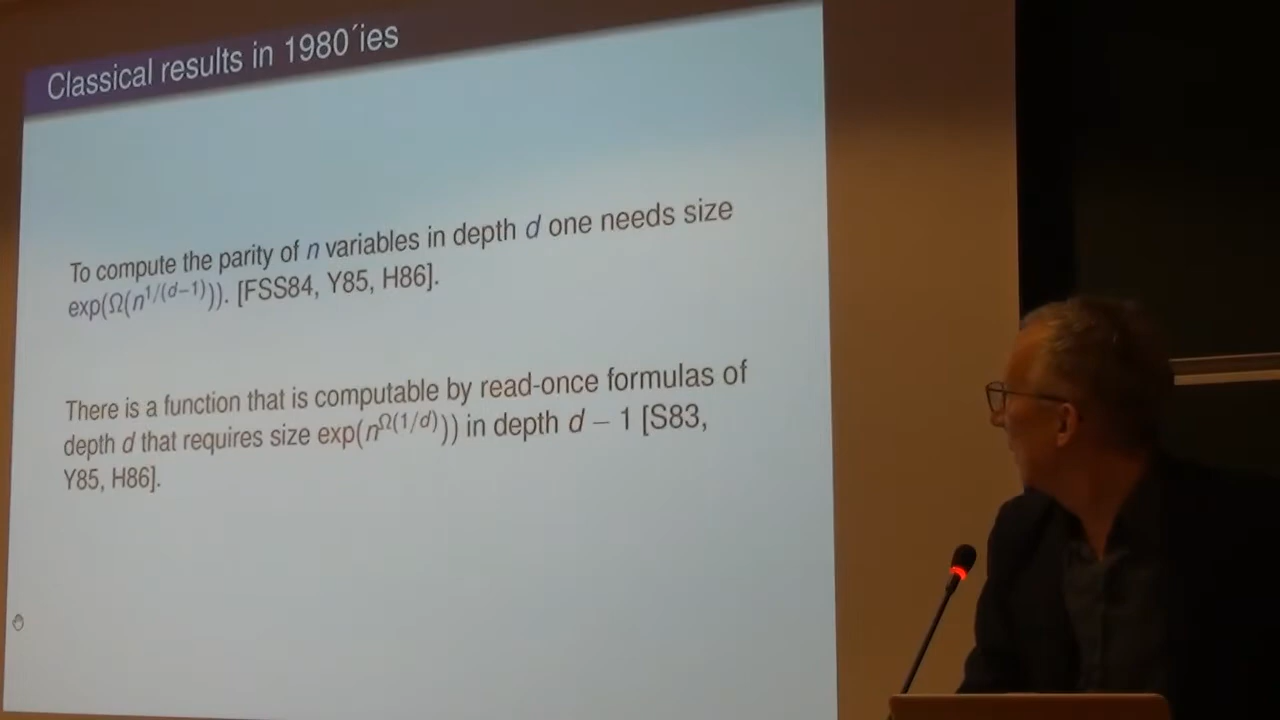 Classical results in 1980´ies
To compute the parity of n variables in depth d one needs size
exp(Ω(n^{1/(d−1)})). [FSS84, Y85, H86].
There is a function that is computable by read-once formulas of
depth d that requires size exp(n^{Ω(1/d)})) in depth d − 1 [S83,
Y85, H86].